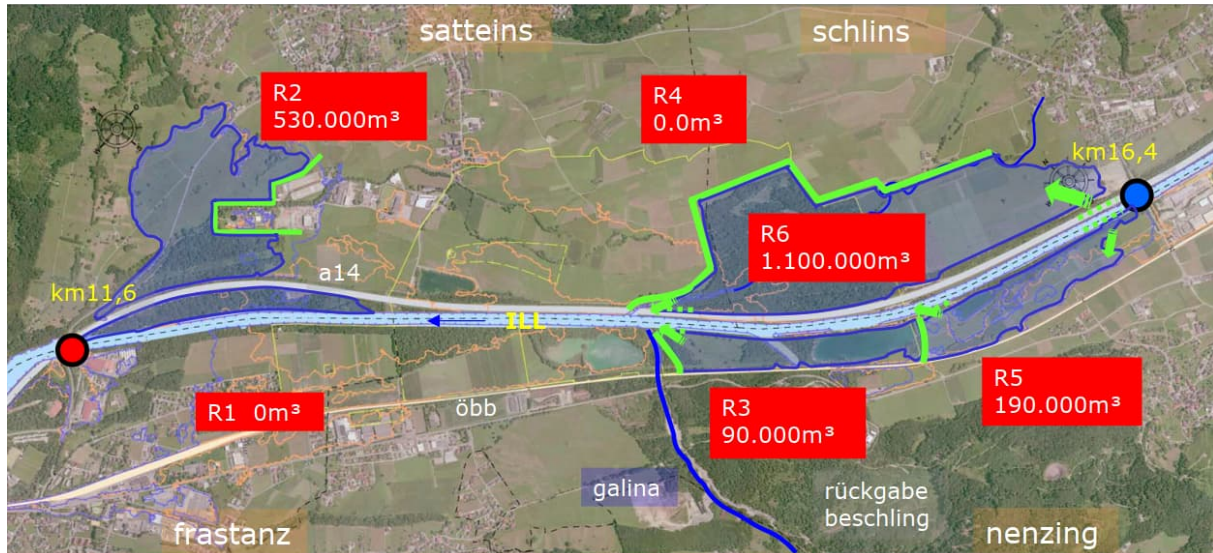 satteins
schlins
R2
530.000m³
R4
0.0m³
km16,4
R6
1.100.000m³
a14
km11,6
ILL
R1 0m³
öbb
R3
90.000m³
R5
190.000m³
galina
rückgabe
beschling
frastanz
nenzing